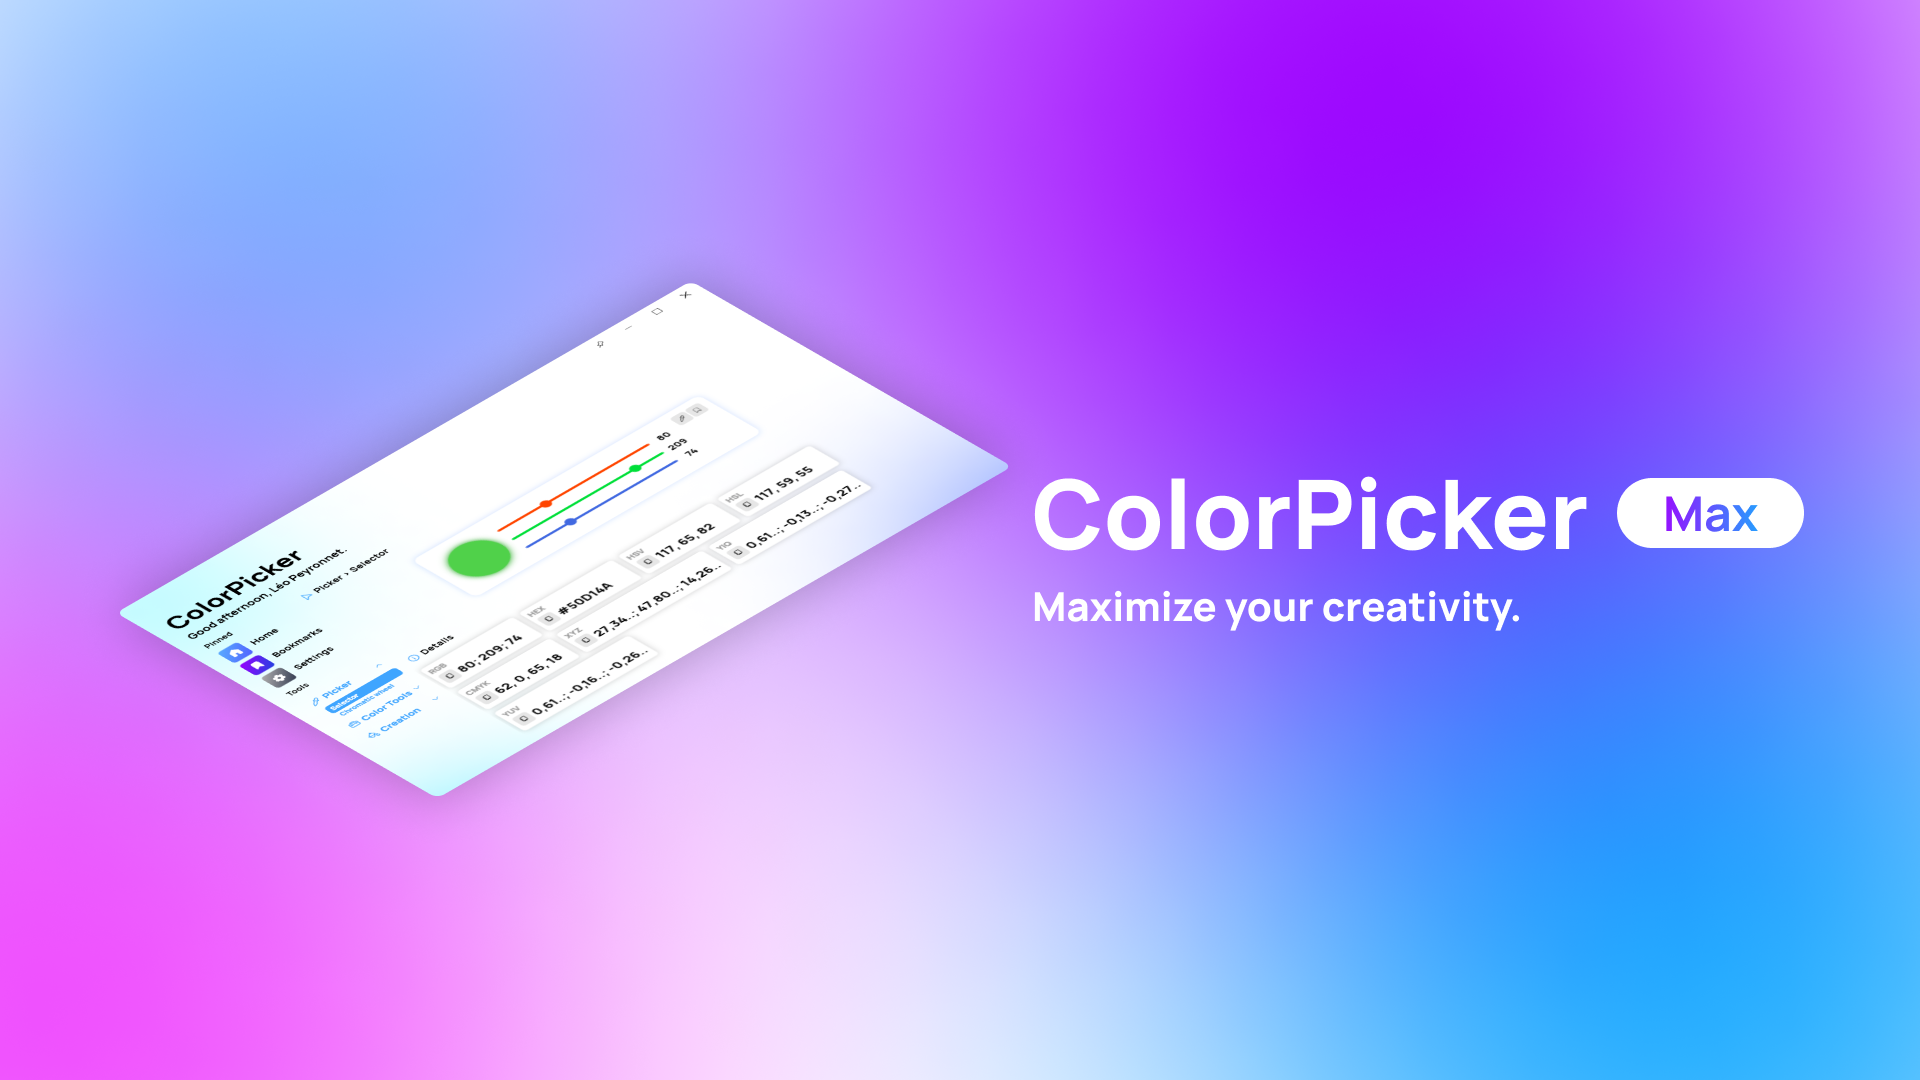 ColorPicker
Good afternoon, Léo Peyronnet.
Pinned
Home
Bookmarks
Settings
Tools
Picker
Selector
Chromatic wheel
Color Tools
Creation
Picker › Selector
80
209
74
Details
RGB
80; 209; 74
HEX
#50D14A
HSV
117, 65, 82
HSL
117, 59, 55
CMYK
62, 0, 65, 18
XYZ
27,34..; 47,80..; 14,26..
YIQ
0,61..; -0,13..; -0,27..
YUV
0,61..; -0,16..; -0,26..
ColorPicker Max
Maximize your creativity.